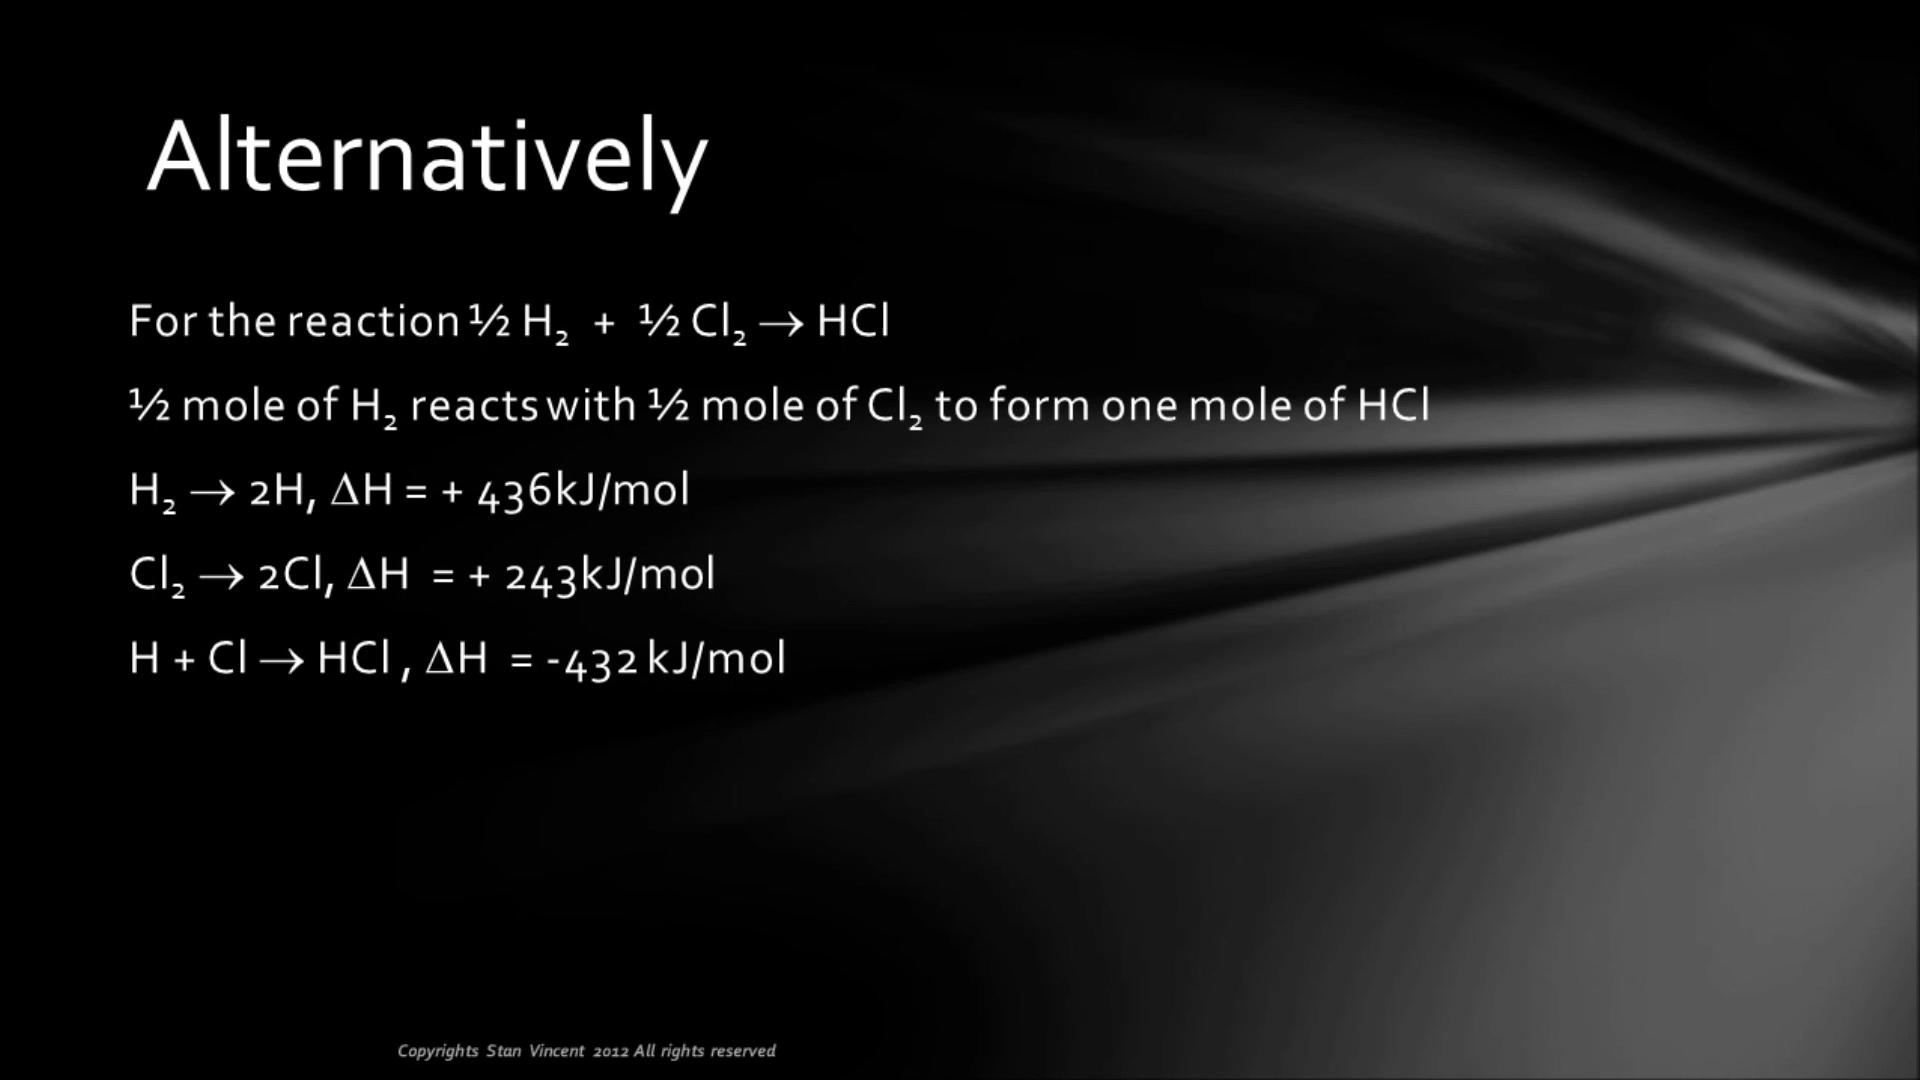 Alternatively
For the reaction ½ H₂ + ½ Cl₂ → HCl
½ mole of H₂ reacts with ½ mole of Cl₂ to form one mole of HCl
H₂ → 2H, ΔH = + 436kJ/mol
Cl₂ → 2Cl, ΔH = + 243kJ/mol
H + Cl → HCl , ΔH = -432 kJ/mol
Copyrights Stan Vincent 2012 All rights reserved